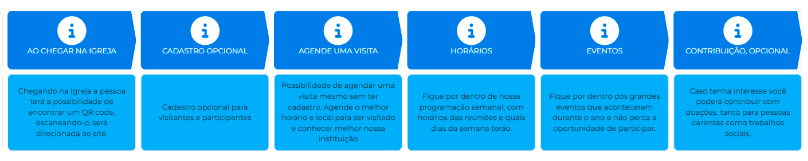 AO CHEGAR NA IGREJA
Chegando na igreja a pessoa
terá a possibilidade de
encontrar um QR code,
escaneando-o, será
direcionada ao site.
CADASTRO OPCIONAL
Cadastro opcional para
visitantes e participantes
AGENDE UMA VISITA
Possibilidade de agendar uma
visita mesmo sem ter
cadastro. Agende o melhor
horário e local para ser visitado
e conhecer melhor nossa
instituição
HORÁRIOS
Fique por dentro de nossa
programação semanal, com
horários das reuniões e quais
dias da semana terão.
EVENTOS
Fique por dentro dos grandes
eventos que aconteceram
durante o ano e não perca a
oportunidade de participar.
CONTRIBUIÇÃO, OPCIONAL
Caso tenha interesse você
poderá contribuir com
doações, tanto para pessoas
carentes como trabalhos
sociais.